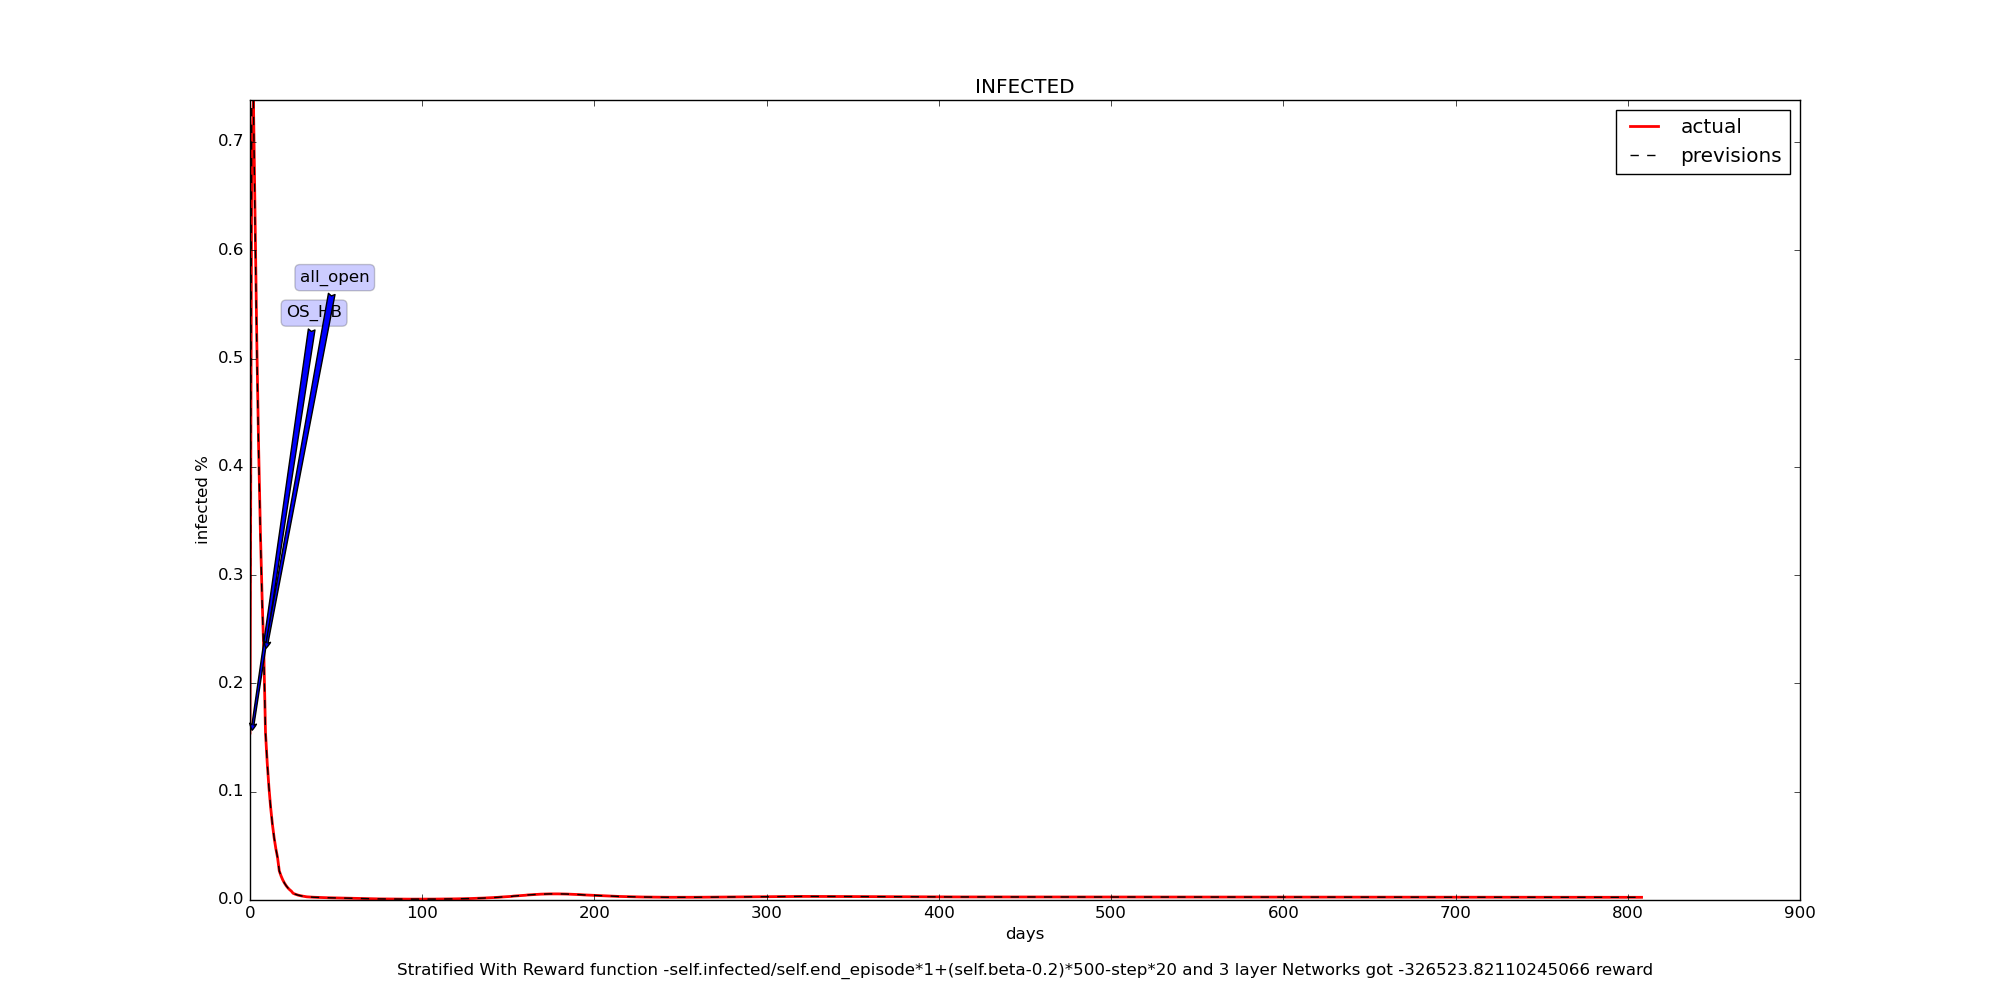 INFECTED
actual
previsions
0.7
0.6
0.5
0.4
0.3
0.2
0.1
0.0
infected %
all_open
OS_HB
0 100 200 300 400 500 600 700 800 900
days
Stratified With Reward function -self.infected/self.end_episode*1+(self.beta-0.2)*500-step*20 and 3 layer Networks got -326523.82110245066 reward